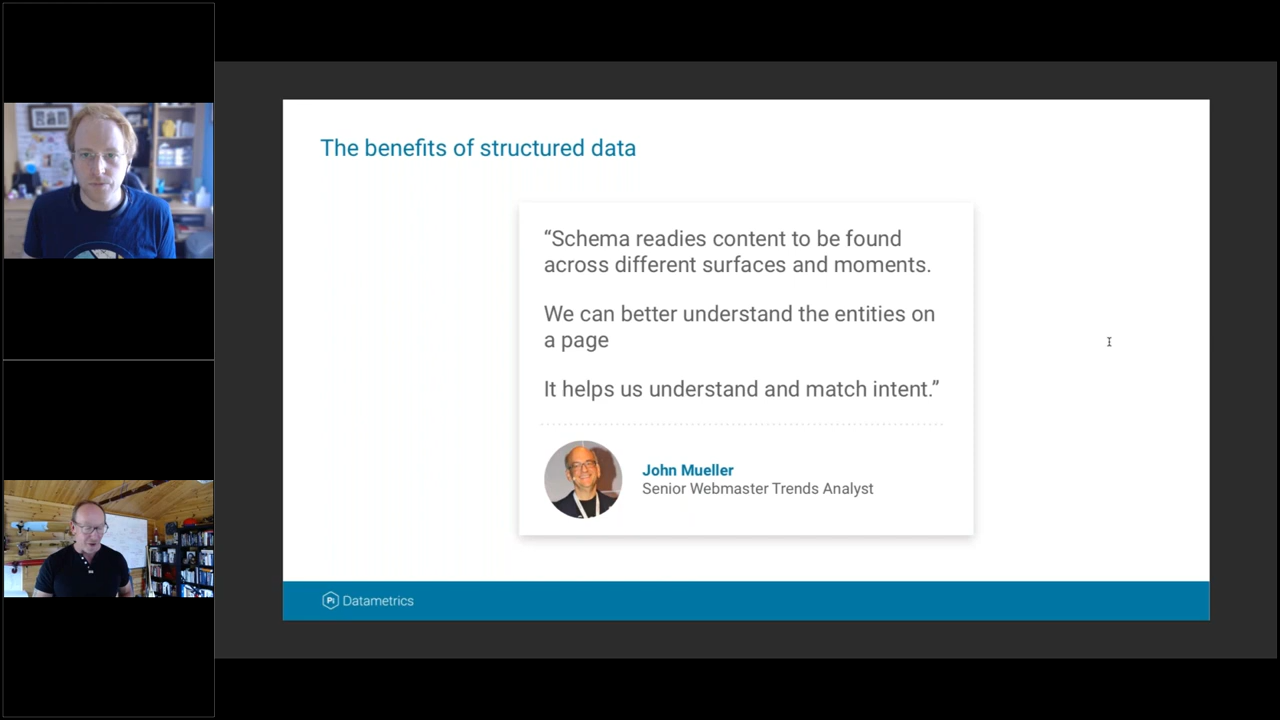 The benefits of structured data
“Schema readies content to be found
across different surfaces and moments.
We can better understand the entities on
a page
It helps us understand and match intent.”
John Mueller
Senior Webmaster Trends Analyst
Pi Datametrics